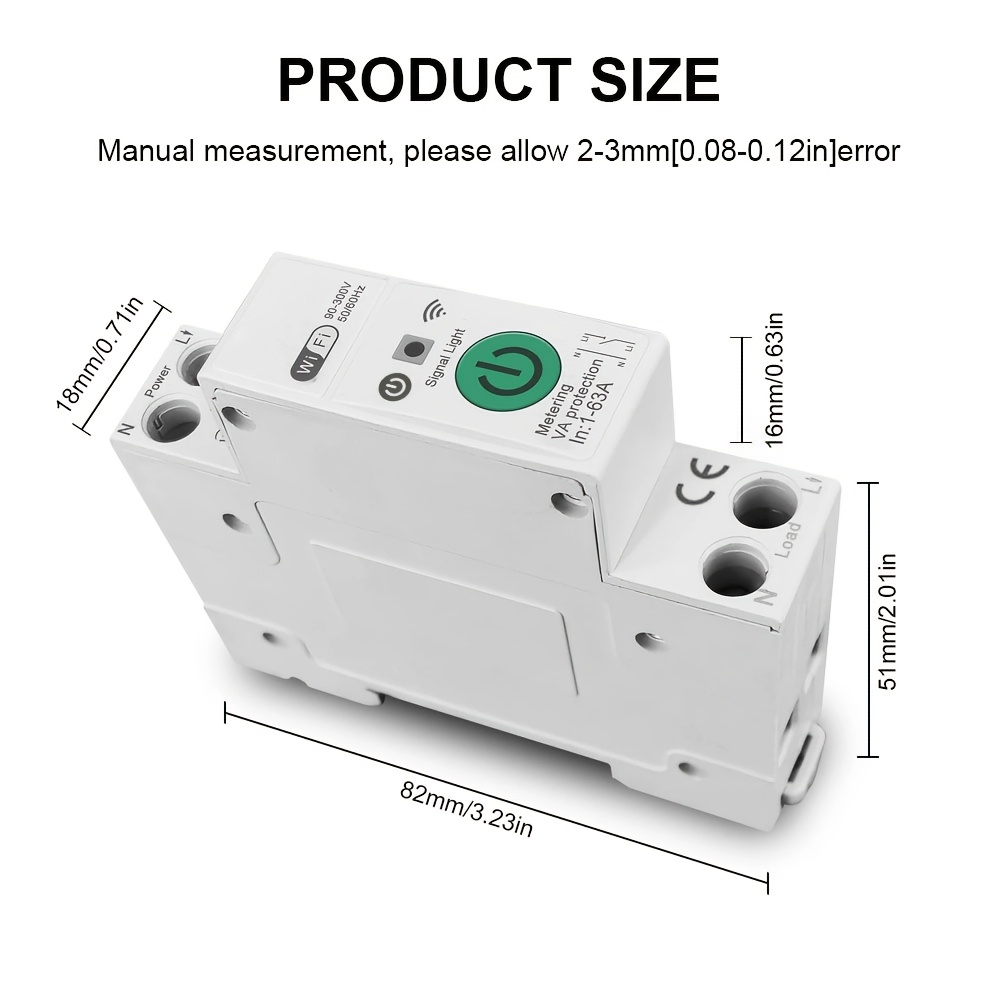 PRODUCT SIZE
Manual measurement, please allow 2-3mm[0.08-0.12in]error
18mm/0.71in
16mm/0.63in
51mm/2.01in
82mm/3.23in
N
Power
L
Wi Fi
90-300V
50/60Hz
Signal Light
Metering
VA protection
In:1-63A
N
L
N
L
CE
L
Load
N